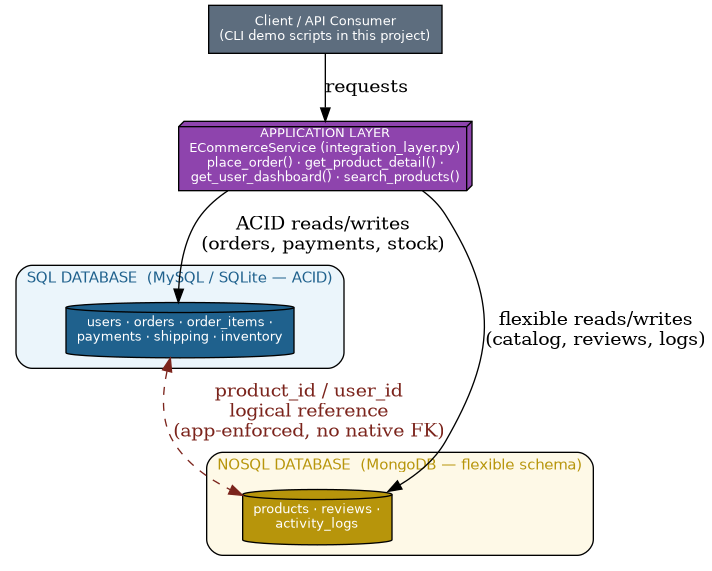 Client / API Consumer
(CLI demo scripts in this project)
requests
APPLICATION LAYER
ECommerceService (integration_layer.py)
place_order() · get_product_detail() ·
get_user_dashboard() · search_products()
ACID reads/writes
(orders, payments, stock)
SQL DATABASE  (MySQL / SQLite — ACID)
users · orders · order_items ·
payments · shipping · inventory
flexible reads/writes
(catalog, reviews, logs)
product_id / user_id
logical reference
(app-enforced, no native FK)
NOSQL DATABASE  (MongoDB — flexible schema)
products · reviews ·
activity_logs